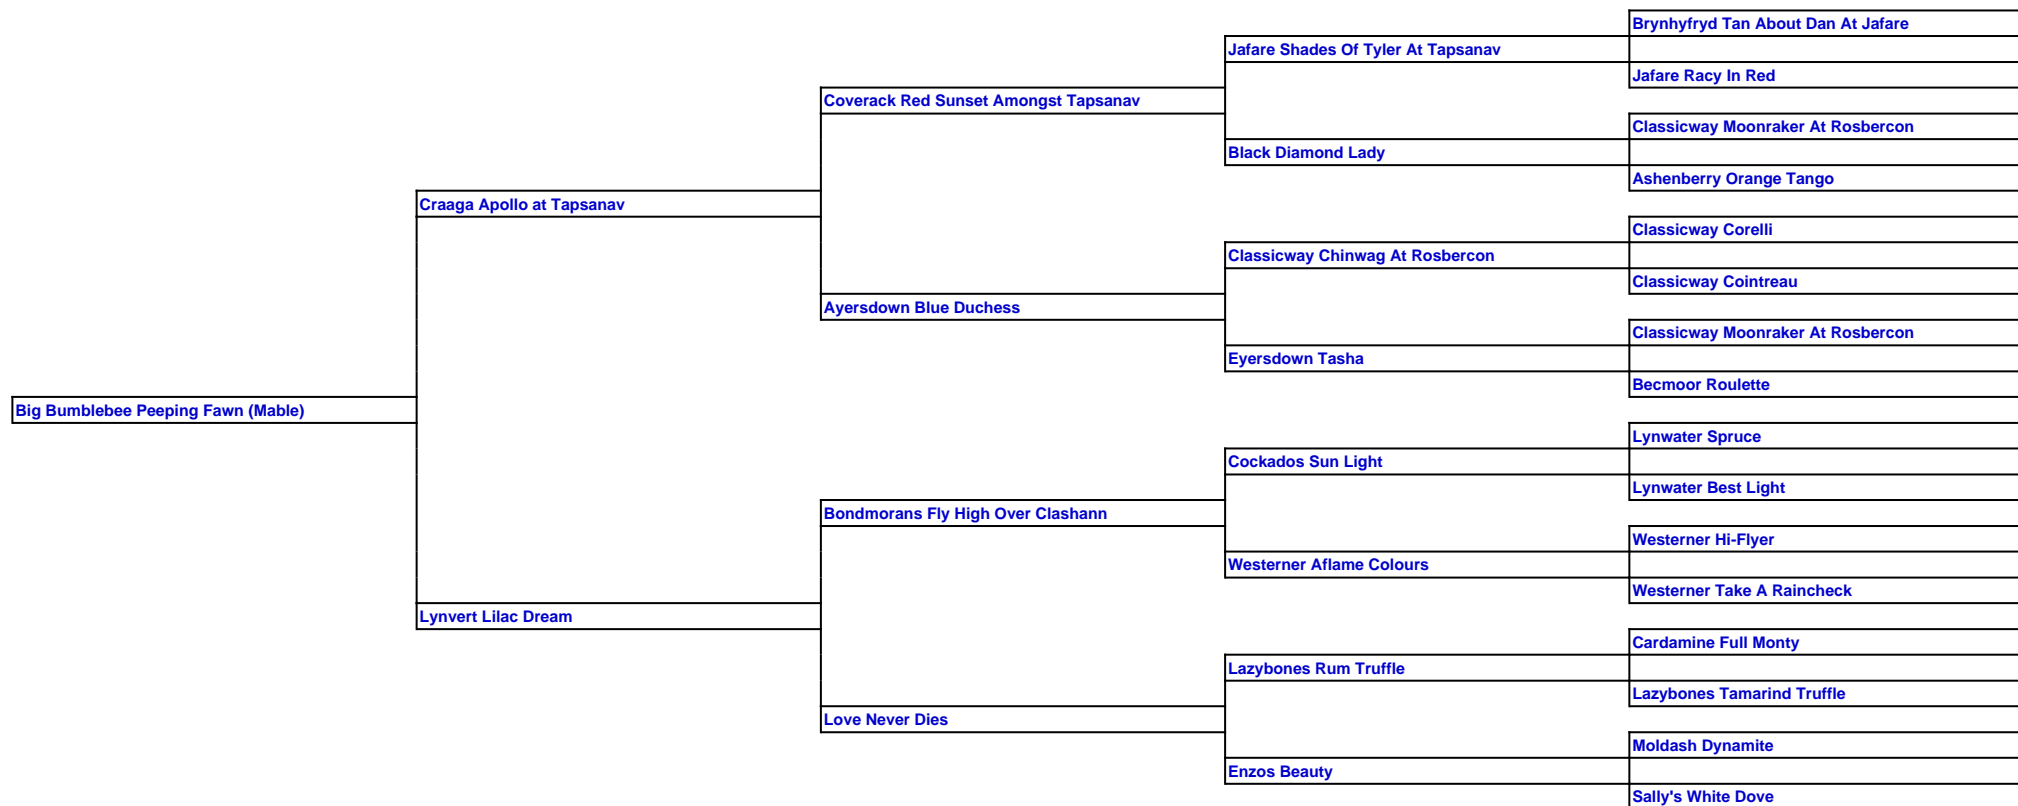 Brynhyfryd Tan About Dan At Jafare
Jafare Shades Of Tyler At Tapsanav
Jafare Racy In Red
Coverack Red Sunset Amongst Tapsanav
Classicway Moonraker At Rosbercon
Black Diamond Lady
Ashenberry Orange Tango
Craaga Apollo at Tapsanav
Classicway Corelli
Classicway Chinwag At Rosbercon
Classicway Cointreau
Ayersdown Blue Duchess
Classicway Moonraker At Rosbercon
Eyersdown Tasha
Becmoor Roulette
Big Bumblebee Peeping Fawn (Mable)
Lynwater Spruce
Cockados Sun Light
Lynwater Best Light
Bondmorans Fly High Over Clashann
Westerner Hi-Flyer
Westerner Aflame Colours
Westerner Take A Raincheck
Lynvert Lilac Dream
Cardamine Full Monty
Lazybones Rum Truffle
Lazybones Tamarind Truffle
Love Never Dies
Moldash Dynamite
Enzos Beauty
Sally's White Dove